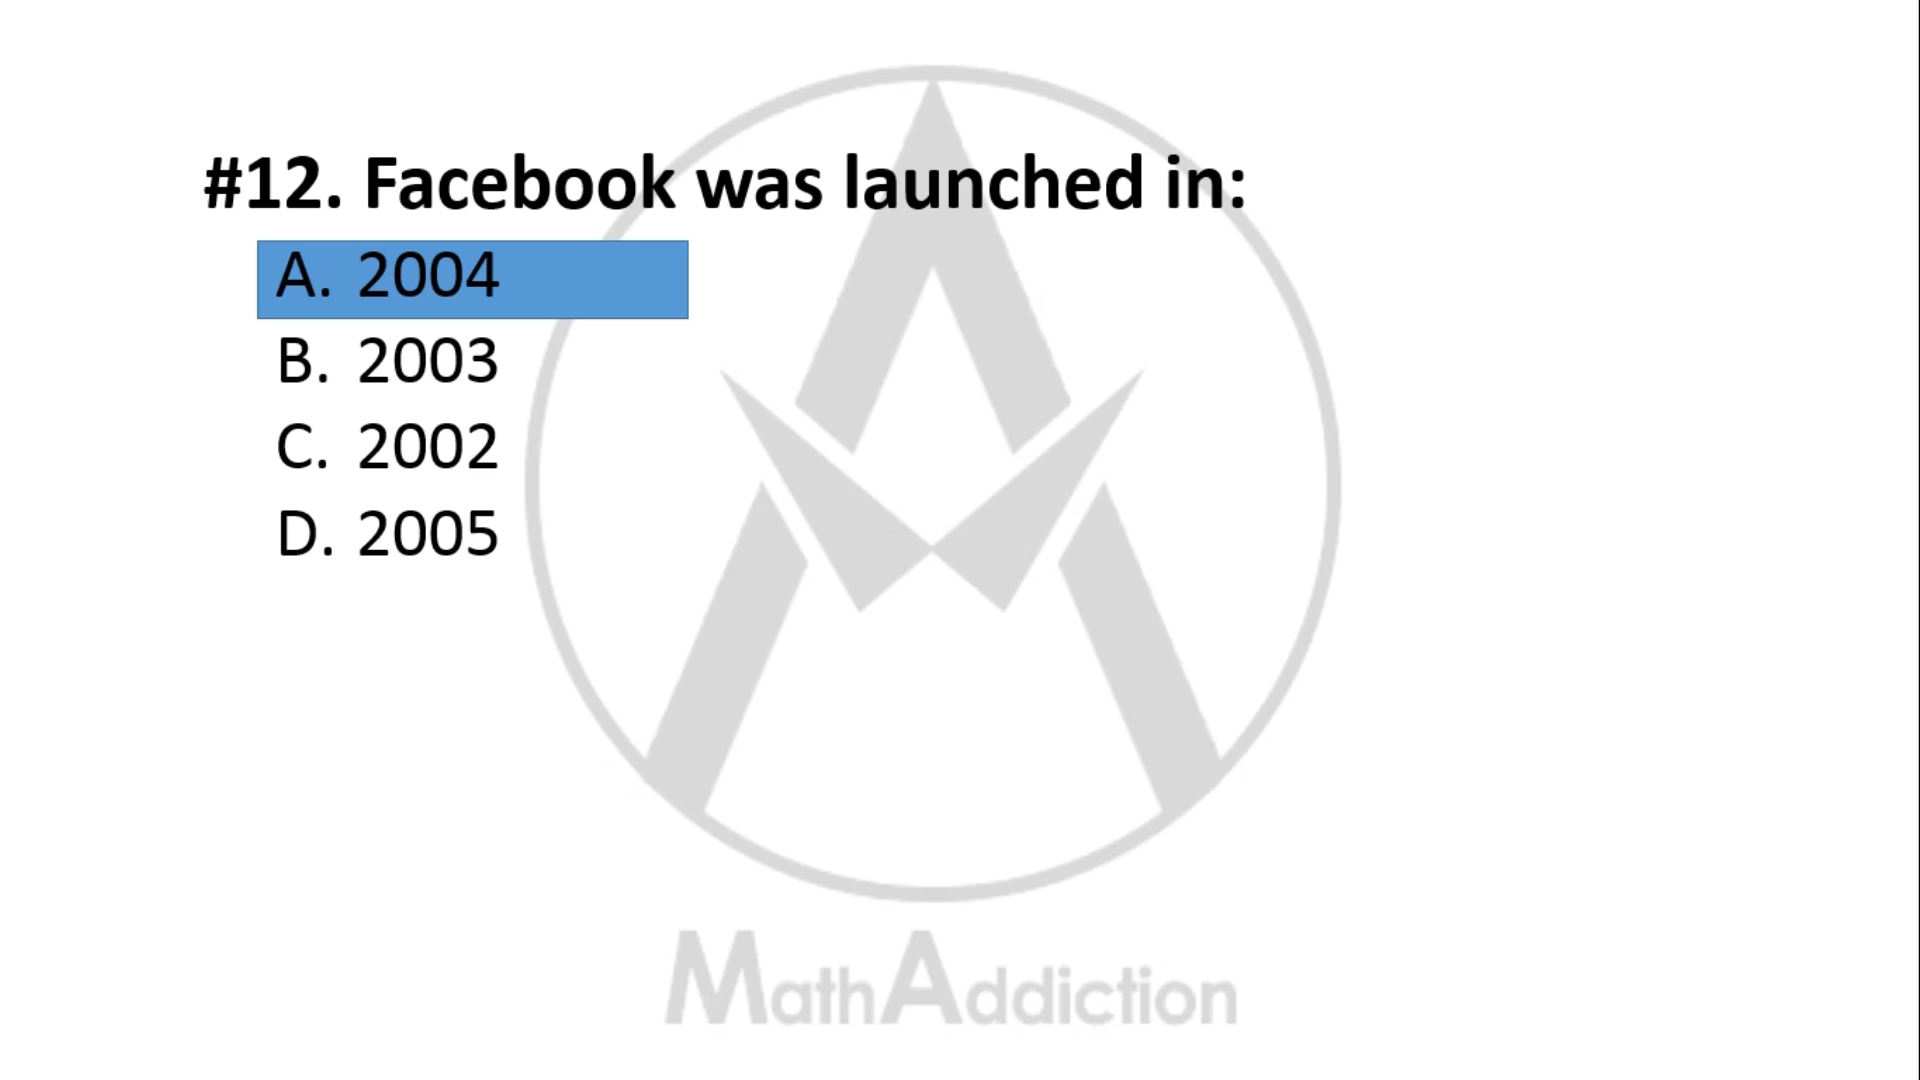 #12. Facebook was launched in:
A. 2004
B. 2003
C. 2002
D. 2005
MathAddiction